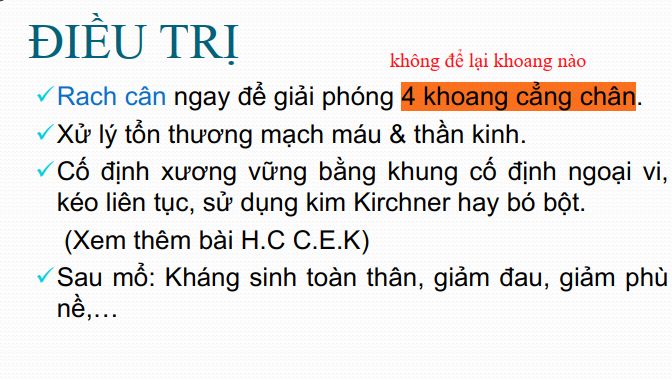 ĐIỀU TRỊ
không để lại khoang nào
Rach cân ngay để giải phóng 4 khoang cẳng chân.
Xử lý tổn thương mạch máu & thần kinh.
Cố định xương vững bằng khung cố định ngoại vi,
kéo liên tục, sử dụng kim Kirchner hay bó bột.
(Xem thêm bài H.C C.E.K)
Sau mổ: Kháng sinh toàn thân, giảm đau, giảm phù
nề,…